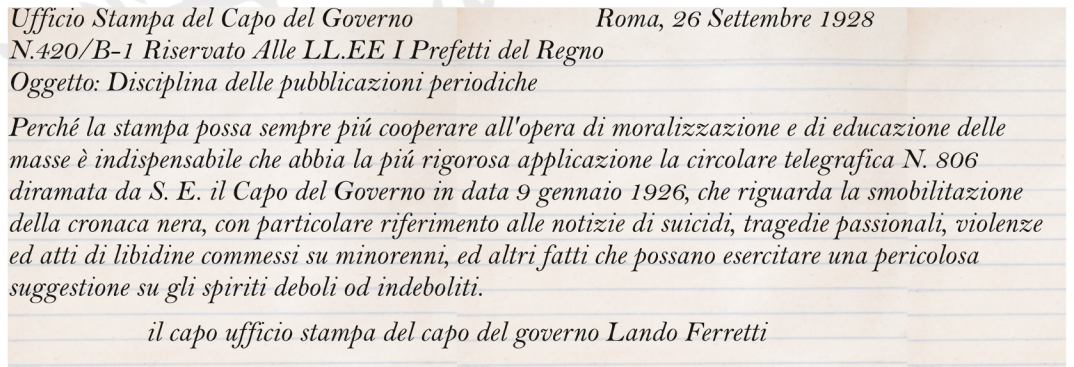 Ufficio Stampa del Capo del Governo Roma, 26 Settembre 1928
N.420/B-1 Riservato Alle LL.EE I Prefetti del Regno
Oggetto: Disciplina delle pubblicazioni periodiche
Perché la stampa possa sempre piú cooperare all'opera di moralizzazione e di educazione delle
masse è indispensabile che abbia la piú rigorosa applicazione la circolare telegrafica N. 806
diramata da S. E. il Capo del Governo in data 9 gennaio 1926, che riguarda la smobilitazione
della cronaca nera, con particolare riferimento alle notizie di suicidi, tragedie passionali, violenze
ed atti di libidine commessi su minorenni, ed altri fatti che possano esercitare una pericolosa
suggestione su gli spiriti deboli od indeboliti.
il capo ufficio stampa del capo del governo Lando Ferretti